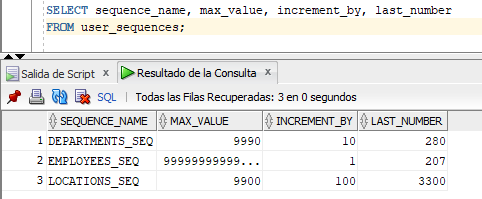 SELECT sequence_name, max_value, increment_by, last_number
FROM user_sequences;
Salida de Script x Resultado de la Consulta x
SQL | Todas las Filas Recuperadas: 3 en 0 segundos
SEQUENCE_NAME MAX_VALUE INCREMENT_BY LAST_NUMBER
1 DEPARTMENTS_SEQ 9990 10 280
2 EMPLOYEES_SEQ 99999999999... 1 207
3 LOCATIONS_SEQ 9900 100 3300